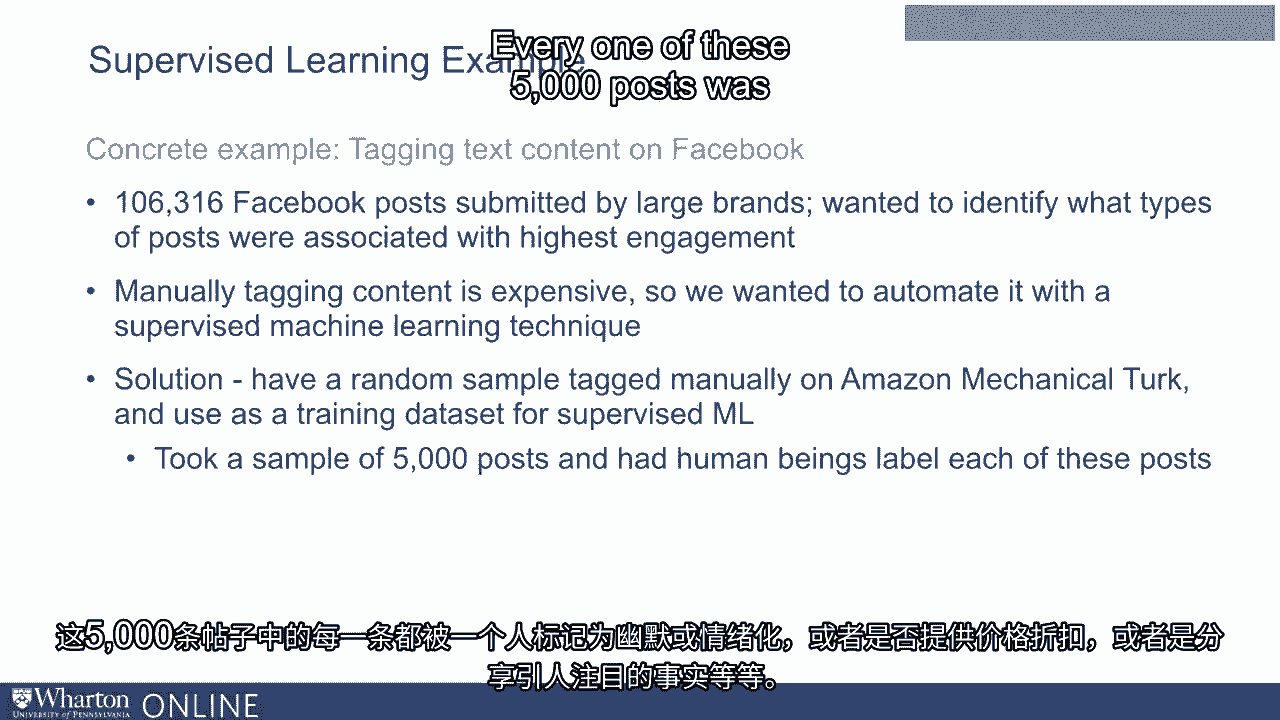 Supervised Learning Example
Every one of these
5,000 posts was
Concrete example: Tagging text content on Facebook
• 106,316 Facebook posts submitted by large brands; wanted to identify what types
of posts were associated with highest engagement
• Manually tagging content is expensive, so we wanted to automate it with a
supervised machine learning technique
• Solution - have a random sample tagged manually on Amazon Mechanical Turk,
and use as a training dataset for supervised ML
• Took a sample of 5,000 posts and had human beings label each of these posts
这5,000条帖子中的每一条都被一个人标记为幽默或情绪化，或者是否提供价格折扣，或者是分
享引人注目的事实等等。
Wharton ONLINE
UNIVERSITY of PENNSYLVANIA